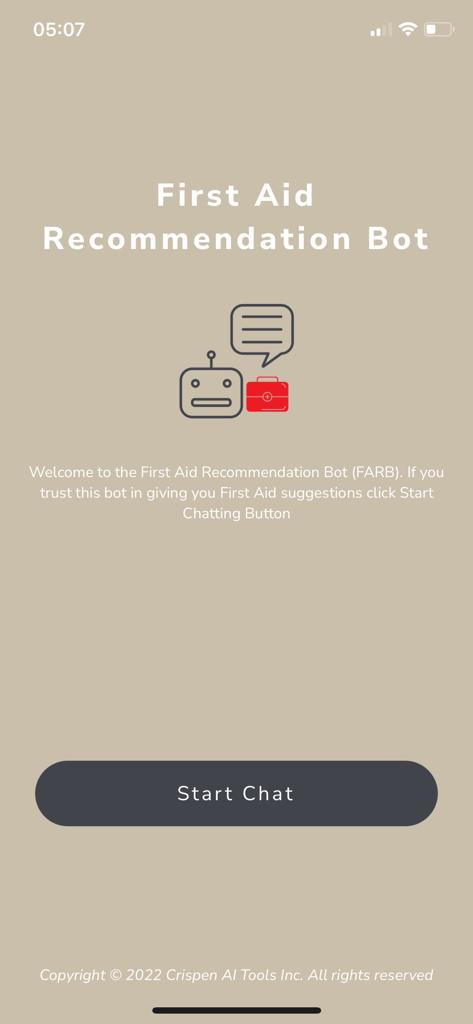 05:07
First Aid
Recommendation Bot
Welcome to the First Aid Recommendation Bot (FARB). If you
trust this bot in giving you First Aid suggestions click Start
Chatting Button
Start Chat
Copyright © 2022 Crispen AI Tools Inc. All rights reserved